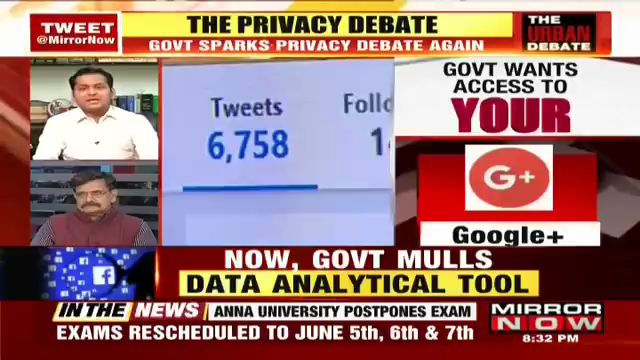 TWEET
@MirrorNow
THE PRIVACY DEBATE
GOVT SPARKS PRIVACY DEBATE AGAIN
THE
URBAN
DEBATE
Tweets
6,758
Follo
1
GOVT WANTS
ACCESS TO
YOUR
G+
Google+
f
NOW, GOVT MULLS
DATA ANALYTICAL TOOL
IN THE NEWS
ANNA UNIVERSITY POSTPONES EXAM
EXAMS RESCHEDULED TO JUNE 5th, 6th & 7th
MIRROR
NOW
8:32 PM